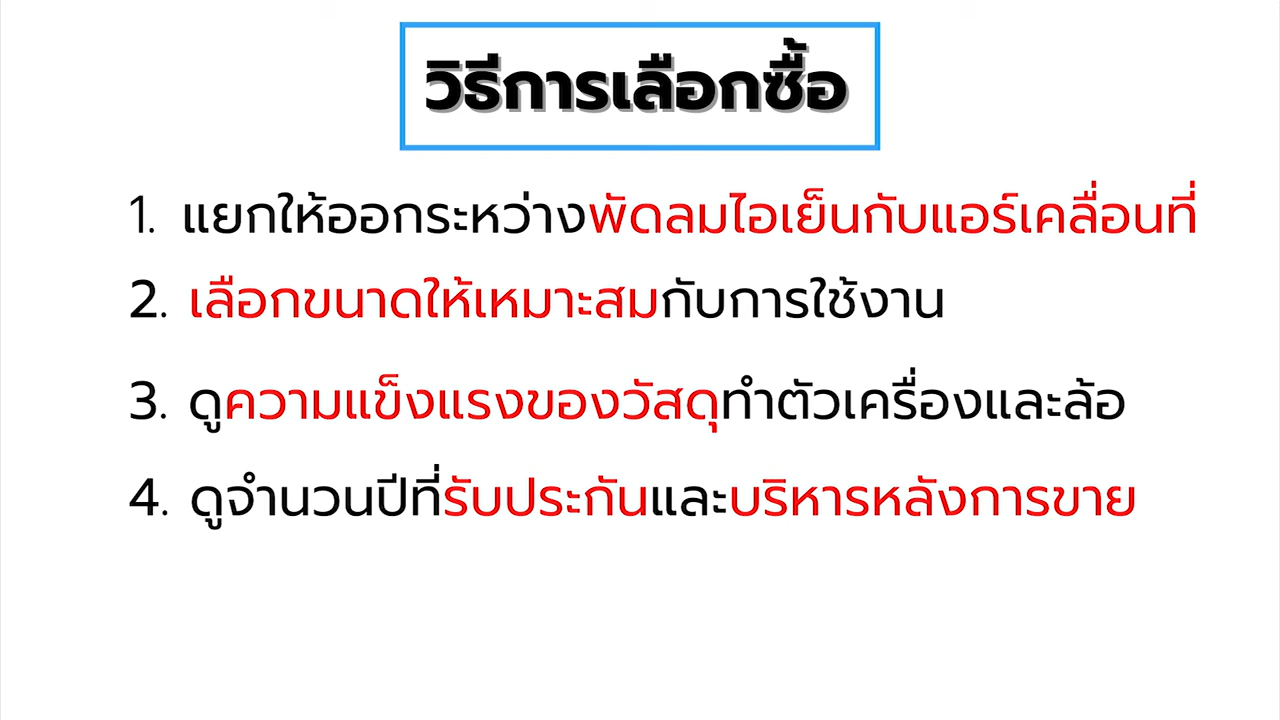 วิธีการเลือกซื้อ
1. แยกให้ออกระหว่างพัดลมไอเย็นกับแอร์เคลื่อนที่
2. เลือกขนาดให้เหมาะสมกับการใช้งาน
3. ดูความแข็งแรงของวัสดุทำตัวเครื่องและล้อ
4. ดูจำนวนปีที่รับประกันและบริหารหลังการขาย